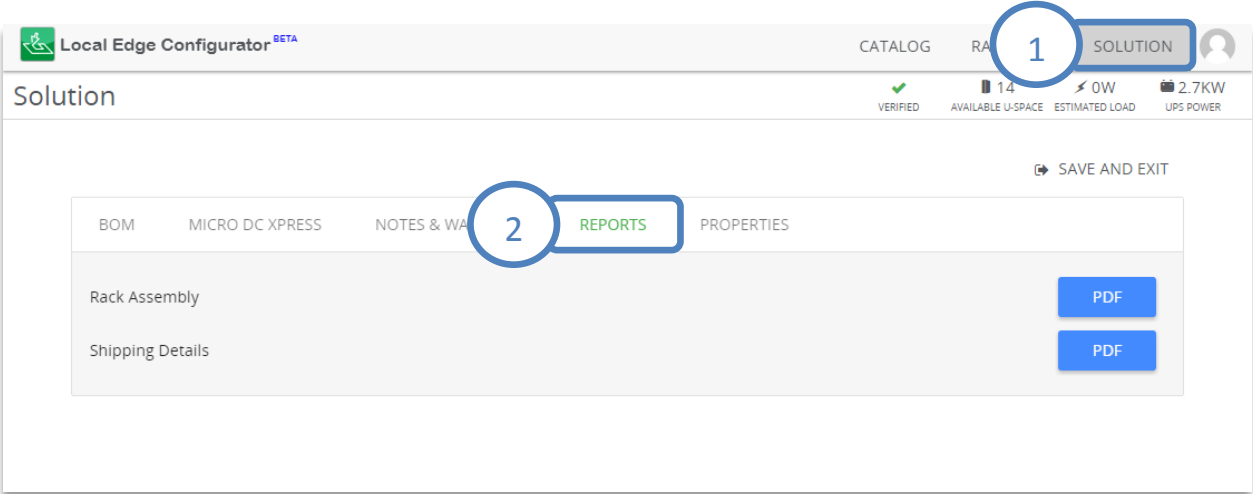 Local Edge Configurator BETA
CATALOG RA 1 SOLUTION
Solution
14 0W 2.7KW
VERIFIED AVAILABLE U-SPACE ESTIMATED LOAD UPS POWER
SAVE AND EXIT
BOM MICRO DC XPRESS NOTES & WA 2 REPORTS PROPERTIES
Rack Assembly PDF
Shipping Details PDF